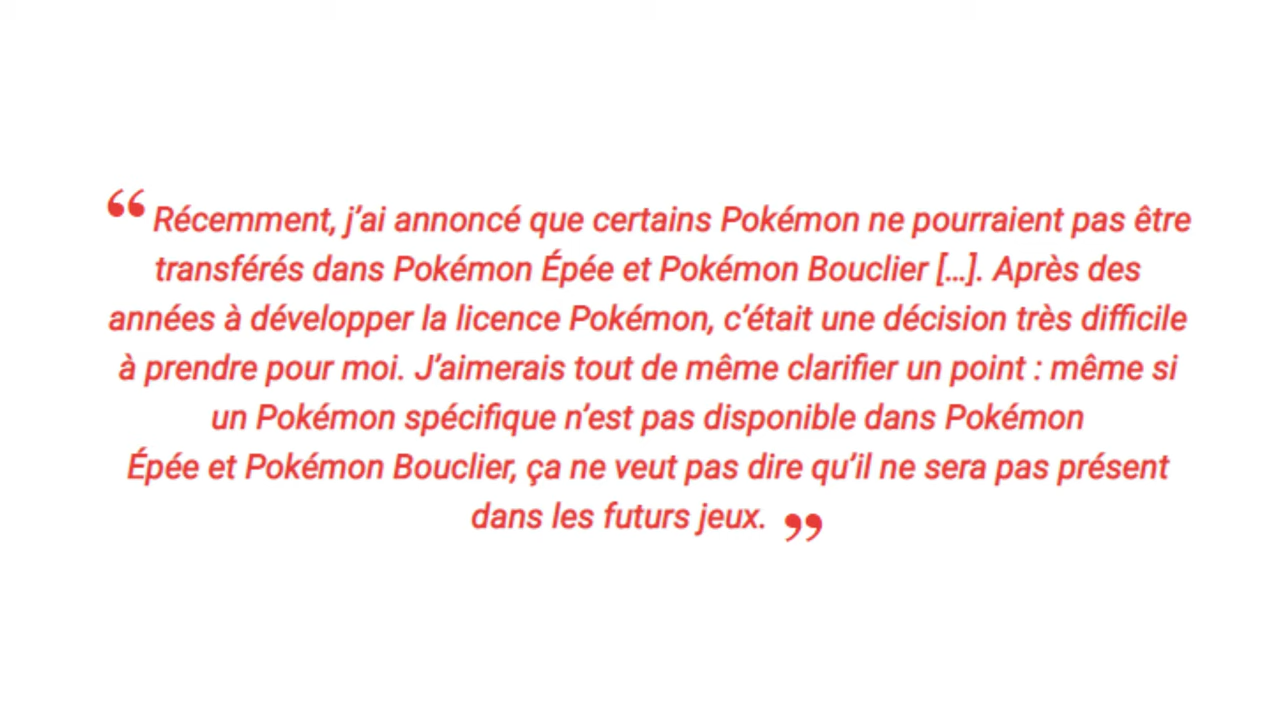 “ Récemment, j’ai annoncé que certains Pokémon ne pourraient pas être
transférés dans Pokémon Épée et Pokémon Bouclier […]. Après des
années à développer la licence Pokémon, c’était une décision très difficile
à prendre pour moi. J’aimerais tout de même clarifier un point : même si
un Pokémon spécifique n’est pas disponible dans Pokémon
Épée et Pokémon Bouclier, ça ne veut pas dire qu’il ne sera pas présent
dans les futurs jeux. ”